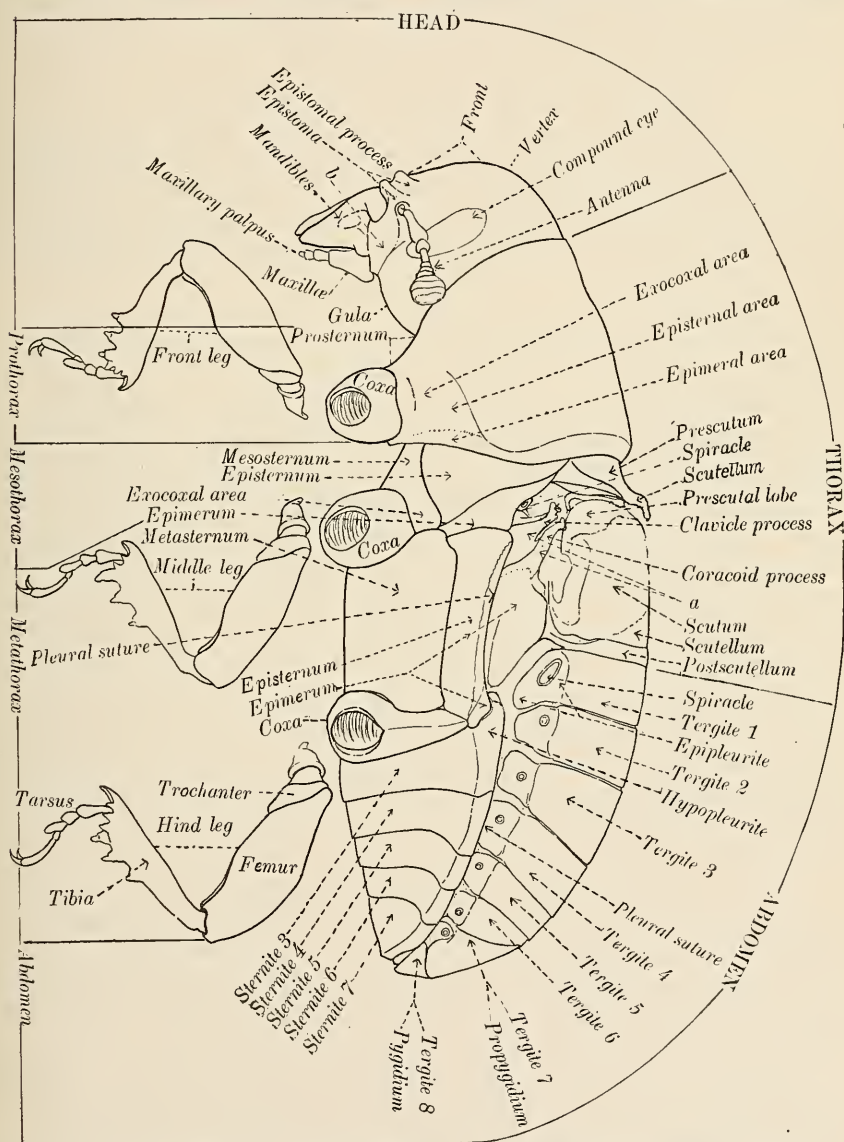 HEAD
Epistomal process
Epistoma
Mandibles
b
Maxillary palpus
Maxillæ
Front
Vertex
Compound eye
Antenna
Gula
Prosternum
Exocoxal area
Episternal area
Epimeral area
Front leg
Coxa
Prothorax
Mesothorax
Metathorax
Abdomen
THORAX
Prescutum
Spiracle
Scutellum
Prescutal lobe
Clavicle process
Coracoid process
a
Scutum
Scutellum
Postscutellum
Mesosternum
Episternum
Exocoxal area
Epimerum
Metasternum
Coxa
Middle leg
Pleural suture
Episternum
Epimerum
Coxa
Spiracle
Tergite 1
Epipleurite
Tergite 2
Hypopleurite
Tergite 3
Tarsus
Trochanter
Hind leg
Femur
Tibia
ABDOMEN
Pleural suture
Tergite 4
Tergite 5
Tergite 6
Tergite 7
Propygidium
Tergite 8
Pygidium
Sternite 3
Sternite 4
Sternite 5
Sternite 6
Sternite 7